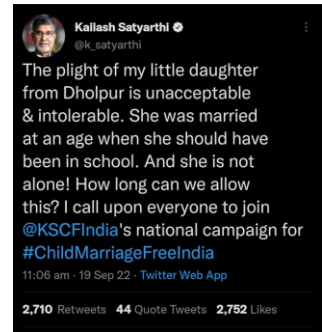 Kailash Satyarthi
@k_satyarthi
The plight of my little daughter
from Dholpur is unacceptable
& intolerable. She was married
at an age when she should have
been in school. And she is not
alone! How long can we allow
this? I call upon everyone to join
@KSCFIndia's national campaign for
#ChildMarriageFreeIndia
11:06 am · 19 Sep 22 · Twitter Web App
2,710 Retweets 44 Quote Tweets 2,752 Likes